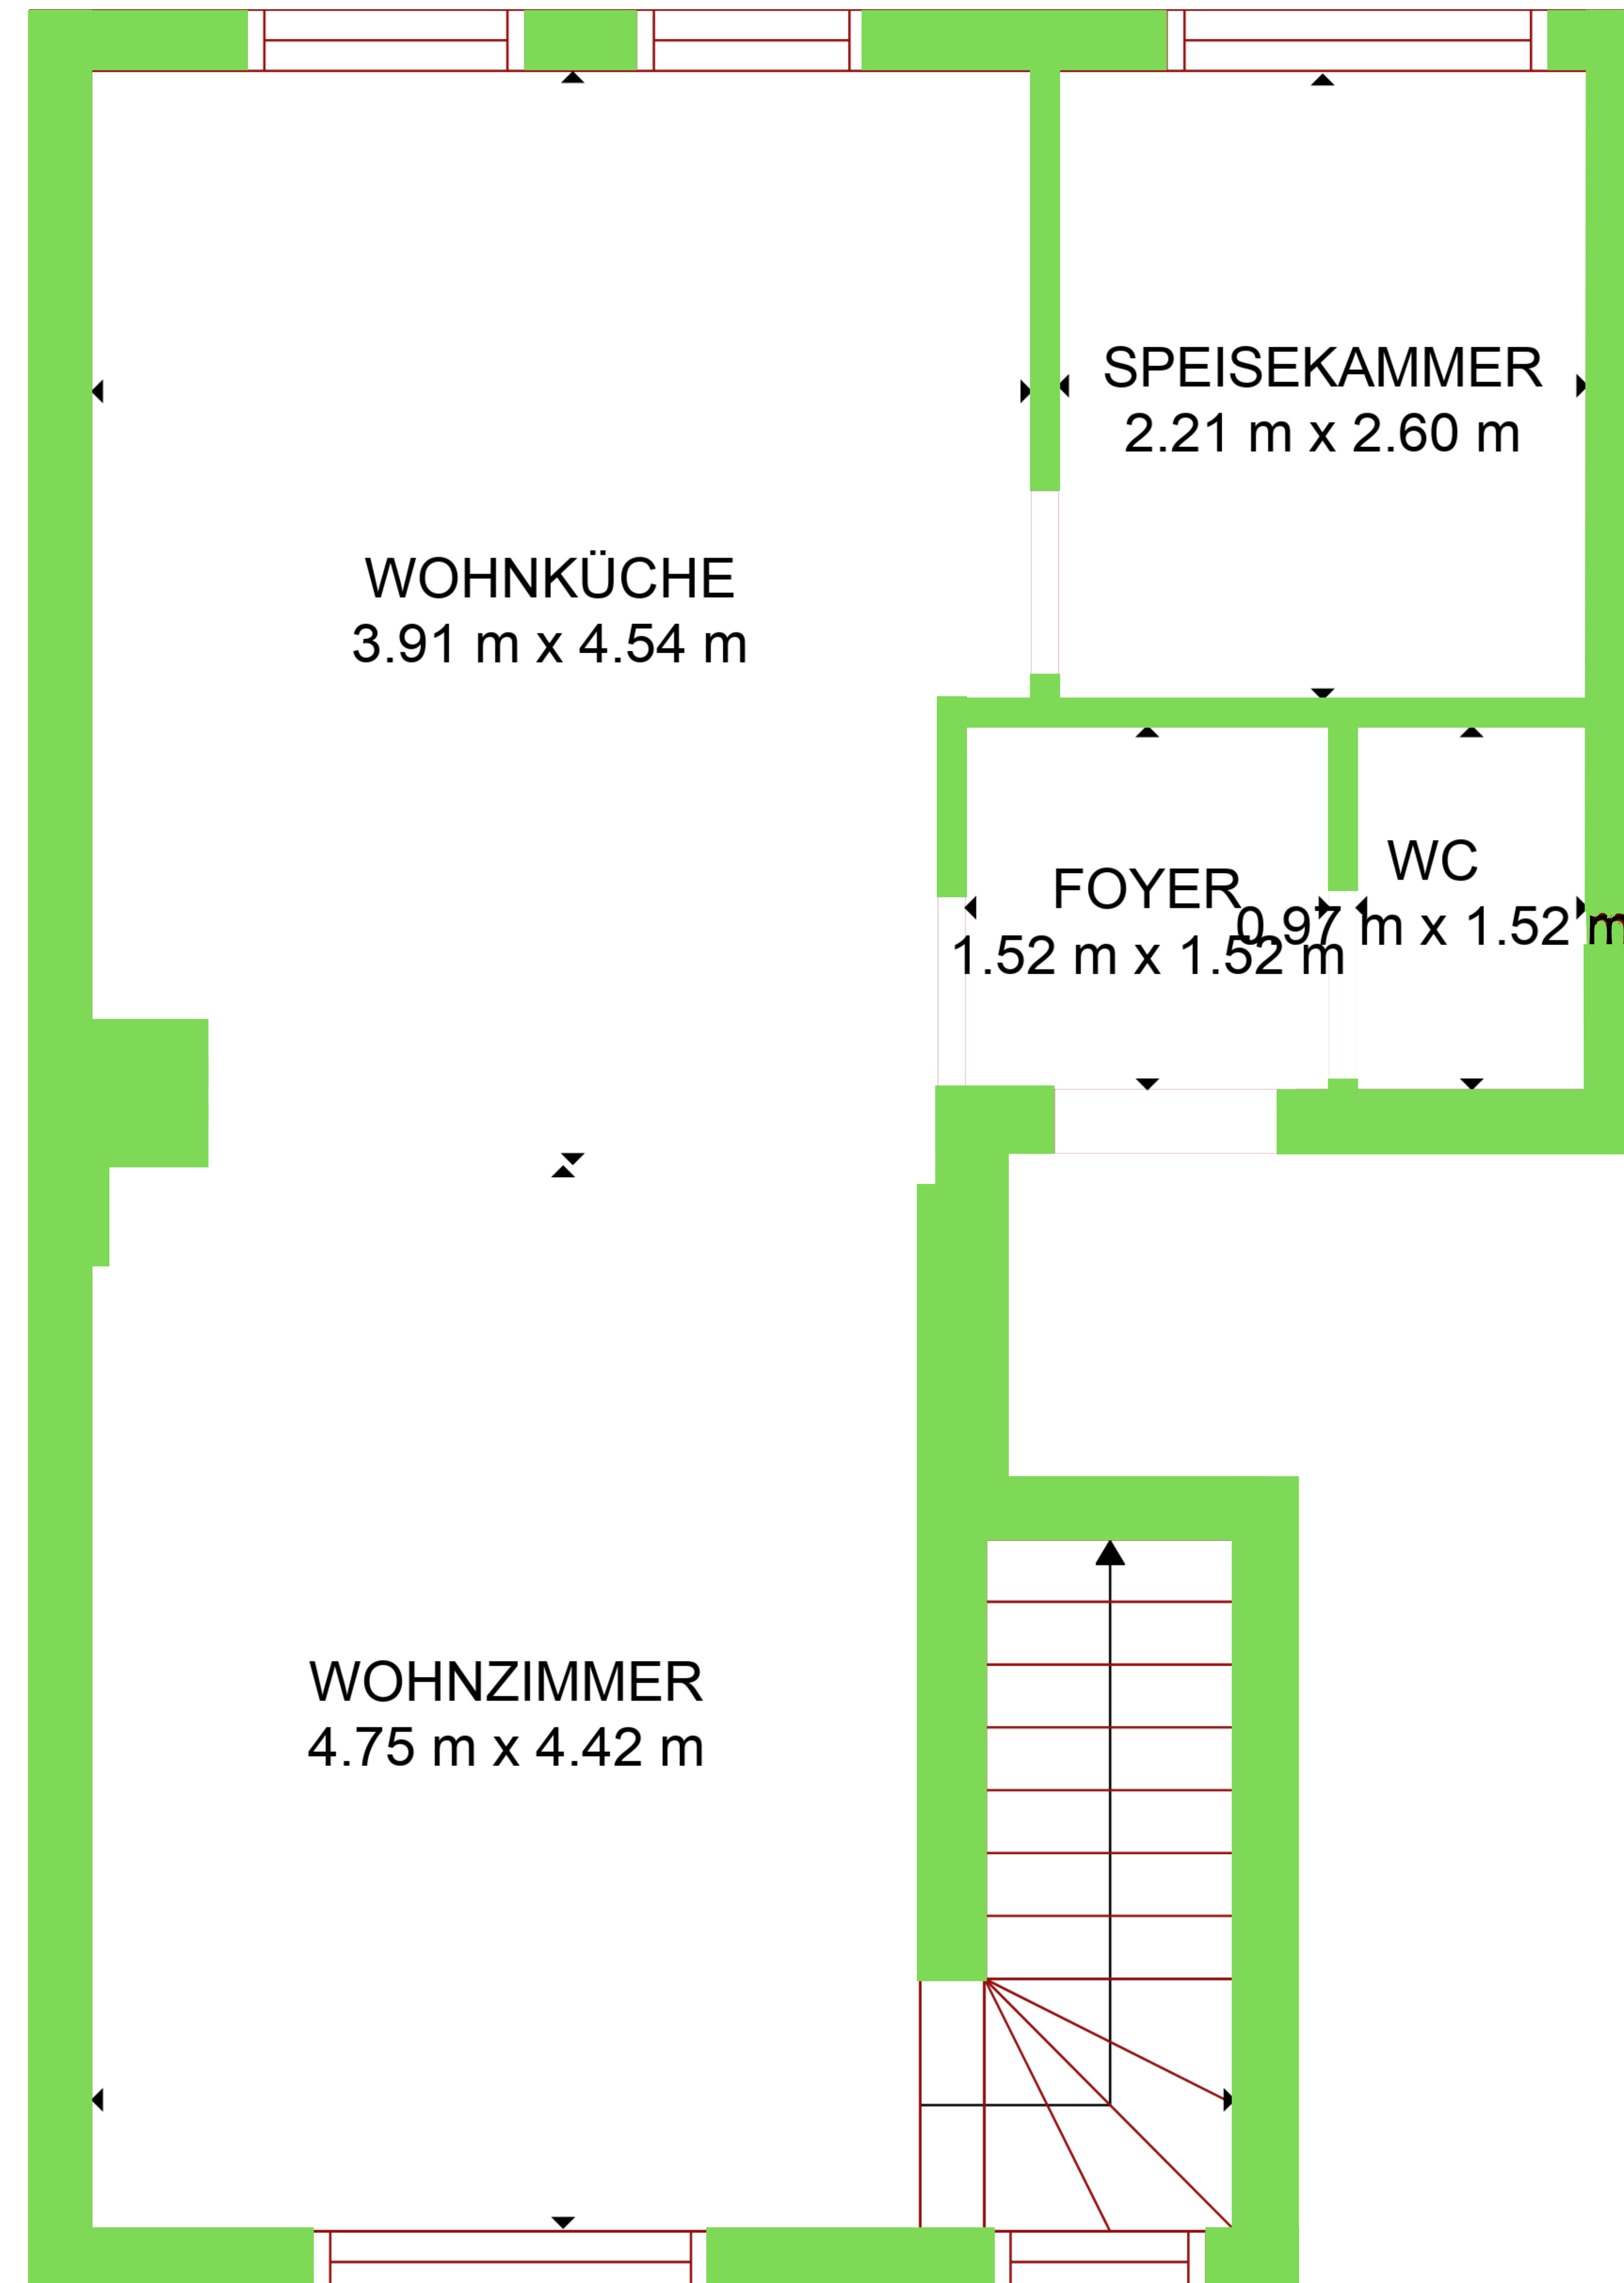 SPEISEKAMMER
2.21 m x 2.60 m
WOHNKÜCHE
3.91 m x 4.54 m
WC
0.97 m x 1.52 m
FOYER
1.52 m x 1.52 m
WOHNZIMMER
4.75 m x 4.42 m